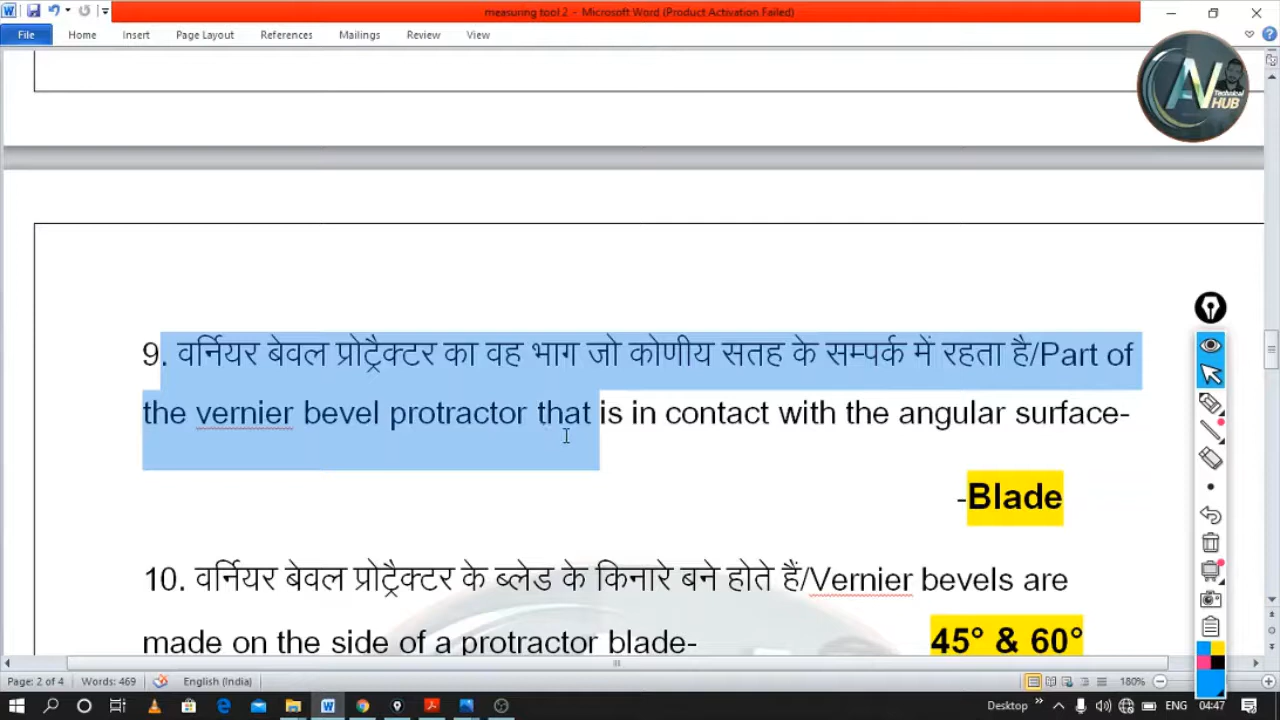 measuring tool 2 - Microsoft Word (Product Activation Failed)
File Home Insert Page Layout References Mailings Review View
AV Technical HUB
9. वर्नियर बेवल प्रोट्रैक्टर का वह भाग जो कोणीय सतह के सम्पर्क में रहता है/Part of
the vernier bevel protractor that is in contact with the angular surface-
-Blade
10. वर्नियर बेवल प्रोट्रैक्टर के ब्लेड के किनारे बने होते हैं/Vernier bevels are
made on the side of a protractor blade- 45° & 60°
Page: 2 of 4 Words: 469 English (India) 180%
Desktop ENG 04:47